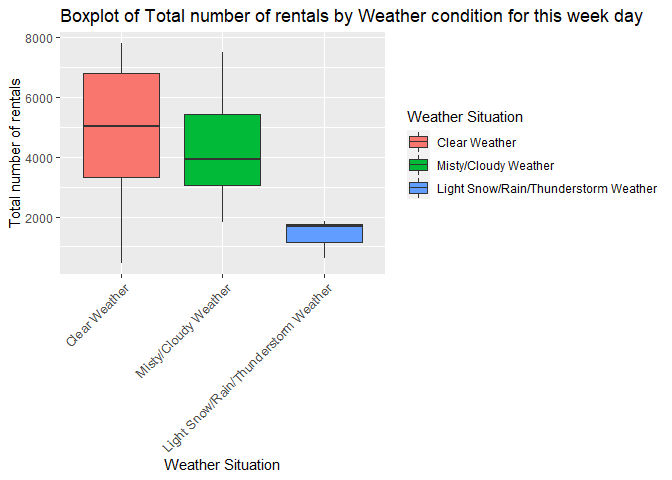 Boxplot of Total number of rentals by Weather condition for this week day
Total number of rentals
8000
6000
4000
2000
Clear Weather
Misty/Cloudy Weather
Light Snow/Rain/Thunderstorm Weather
Weather Situation
Weather Situation
Clear Weather
Misty/Cloudy Weather
Light Snow/Rain/Thunderstorm Weather